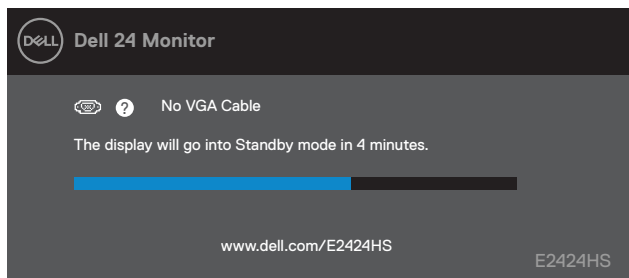 DELL
Dell 24 Monitor
? No VGA Cable
The display will go into Standby mode in 4 minutes.
www.dell.com/E2424HS
E2424HS